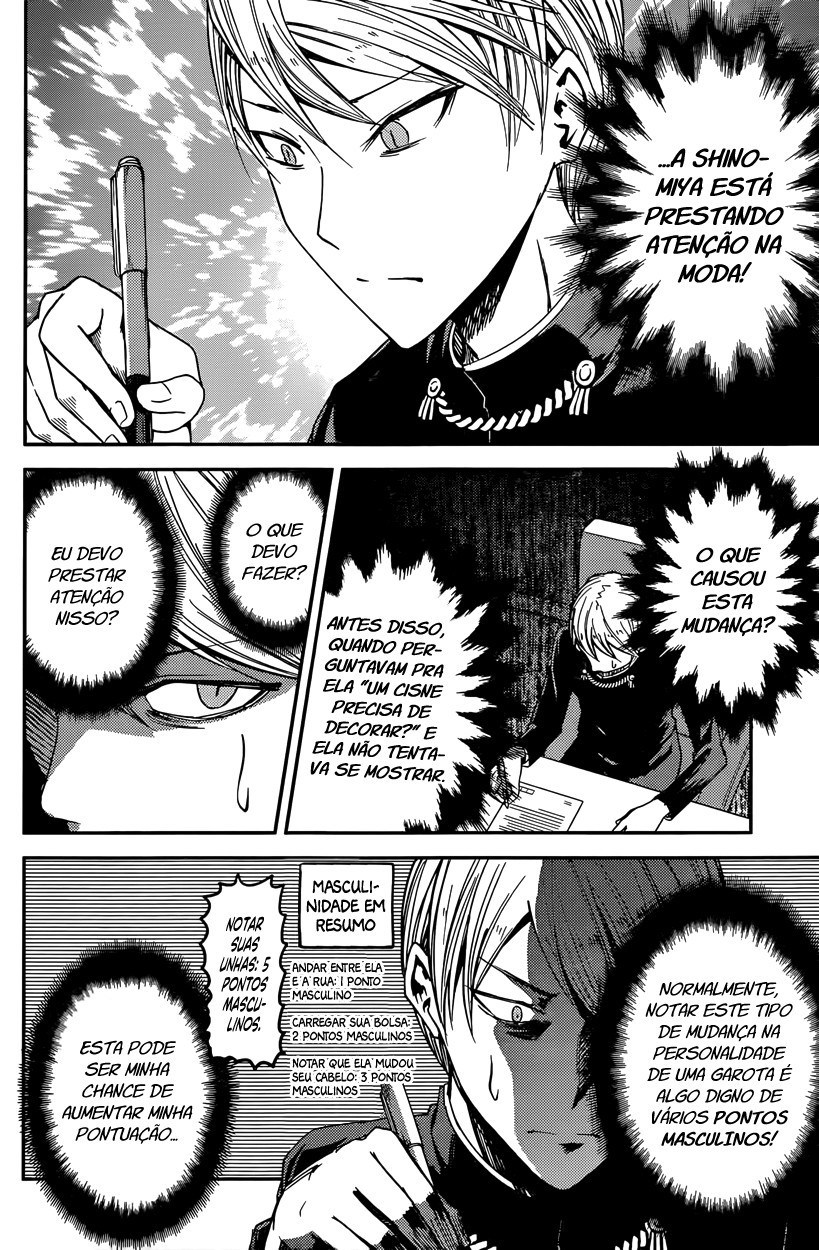 ....A SHINO-
MIYA ESTÁ
PRESTANDO
ATENÇÃO NA
MODA!
O QUE
CAUSOU
ESTA
MUDANÇA?
ANTES DISSO,
QUANDO PER-
GUNTAVAM PRA
ELA "UM CISNE
PRECISA DE
DECORAR?" E
ELA NÃO TENTA-
VA SE MOSTRAR.
O QUE
DEVO
FAZER?
EU DEVO
PRESTAR
ATENÇÃO
NISSO?
NORMALMENTE,
NOTAR ESTE TIPO
DE MUDANÇA NA
PERSONALIDADE
DE UMA GAROTA É
ALGO DIGNO DE
VÁRIOS PONTOS
MASCULINOS!
MASCULI-
NIDADE EM
RESUMO
ANDAR ENTRE ELA
E A RUA: 1 PONTO
MASCULINO
CARREGAR SUA BOLSA:
2 PONTOS MASCULINOS
NOTAR QUE ELA MUDOU
SEU CABELO: 3 PONTOS
MASCULINOS
NOTAR
SUAS
UNHAS: 5
PONTOS
MASCU-
LINOS.
ESTA PODE
SER MINHA
CHANCE DE
AUMENTAR MINHA
PONTUAÇÃO...